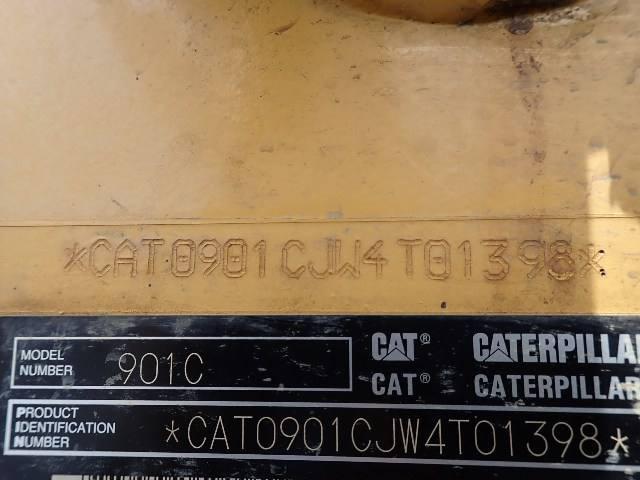 *CAT0901CJW4T01398*
MODEL NUMBER 901C
CAT® CATERPILLAR
CAT® CATERPILLAR
PRODUCT IDENTIFICATION NUMBER *CAT0901CJW4T01398*